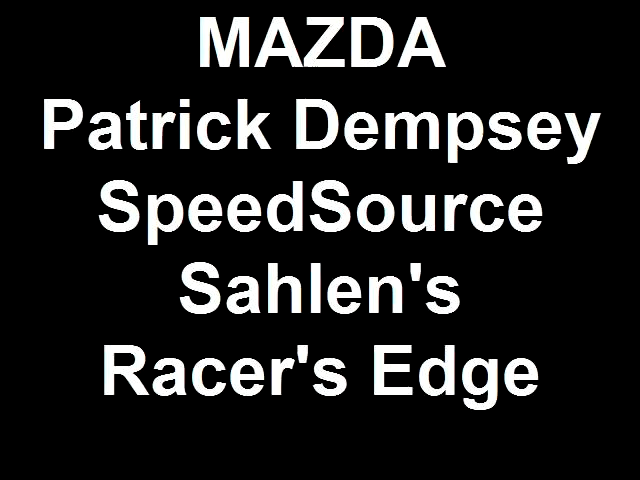 MAZDA
Patrick Dempsey
SpeedSource
Sahlen's
Racer's Edge